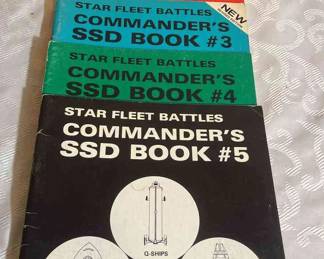 STAR FLEET BATTLES
COMMANDER'S
SSD BOOK #3
NEW
STAR FLEET BATTLES
COMMANDER'S
SSD BOOK #4
STAR FLEET BATTLES
COMMANDER'S
SSD BOOK #5
Q-SHIPS